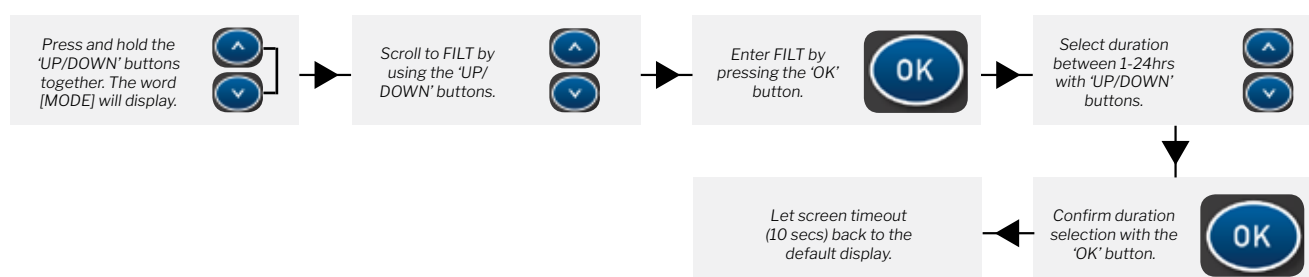 Press and hold the
‘UP/DOWN’ buttons
together. The word
[MODE] will display.
Scroll to FILT by
using the ‘UP/
DOWN’ buttons.
Enter FILT by
pressing the ‘OK’
button.
OK
Select duration
between 1-24hrs
with ‘UP/DOWN’
buttons.
Confirm duration
selection with the
‘OK’ button.
OK
Let screen timeout
(10 secs) back to the
default display.